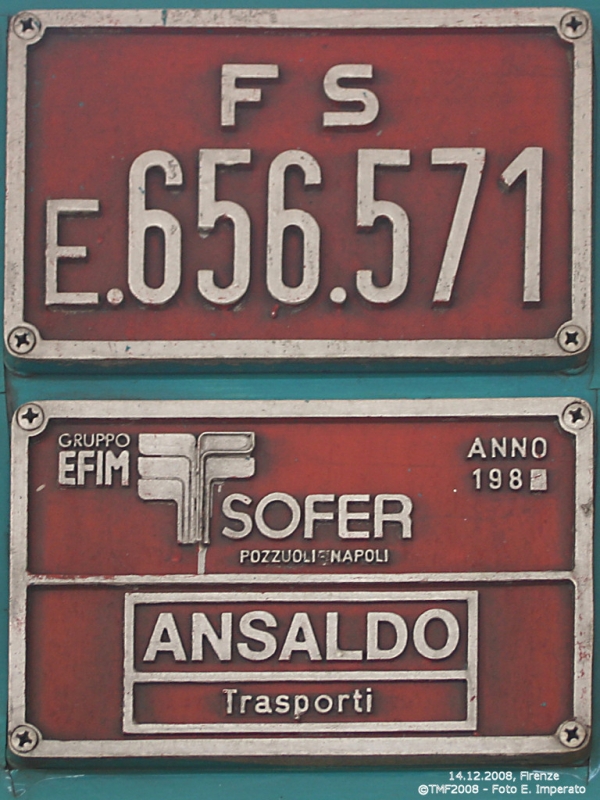 F S
E.656.571
GRUPPO
EFIM
ANNO
198
SOFER
POZZUOLI NAPOLI
ANSALDO
Trasporti
14.12.2008, Firenze
©TMF2008 - Foto E. Imperato